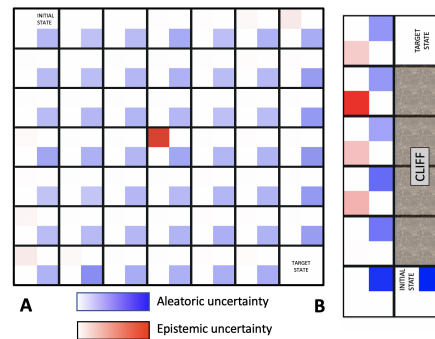 INITIAL
STATE
TARGET
STATE
CLIFF
TARGET
STATE
INITIAL
STATE
A
Aleatoric uncertainty
B
Epistemic uncertainty